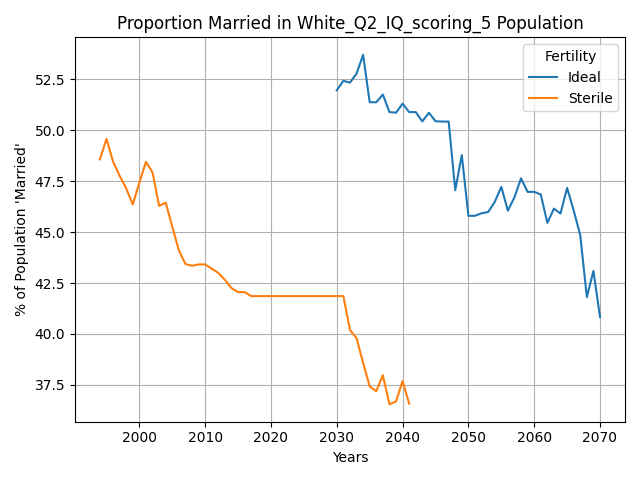 Proportion Married in White_Q2_IQ_scoring_5 Population
Fertility
Ideal
Sterile
% of Population 'Married'
52.5
50.0
47.5
45.0
42.5
40.0
37.5
2000
2010
2020
2030
2040
2050
2060
2070
Years